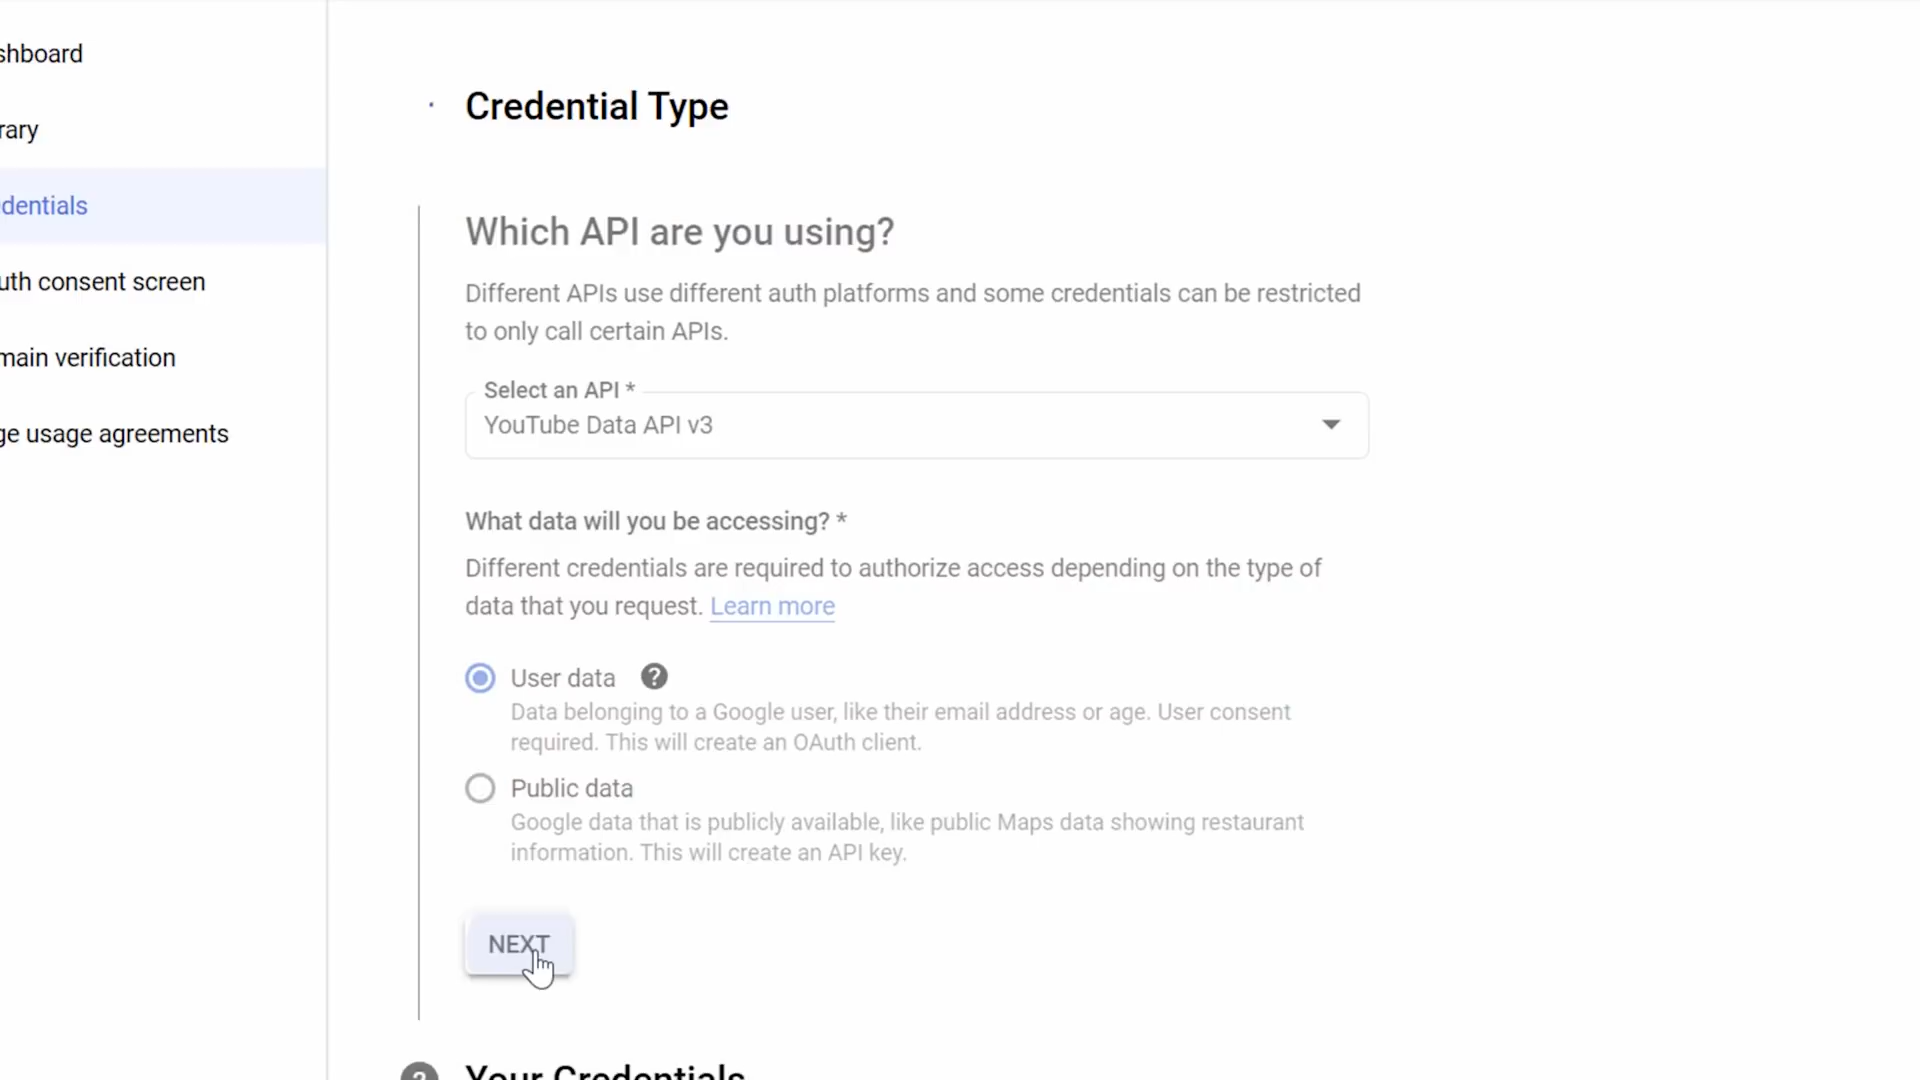 shboard
rary
dentials
uth consent screen
main verification
ge usage agreements
Credential Type
Which API are you using?
Different APIs use different auth platforms and some credentials can be restricted
to only call certain APIs.
Select an API *
YouTube Data API v3
What data will you be accessing? *
Different credentials are required to authorize access depending on the type of
data that you request. Learn more
User data ?
Data belonging to a Google user, like their email address or age. User consent
required. This will create an OAuth client.
Public data
Google data that is publicly available, like public Maps data showing restaurant
information. This will create an API key.
NEXT
2 Your Credentials